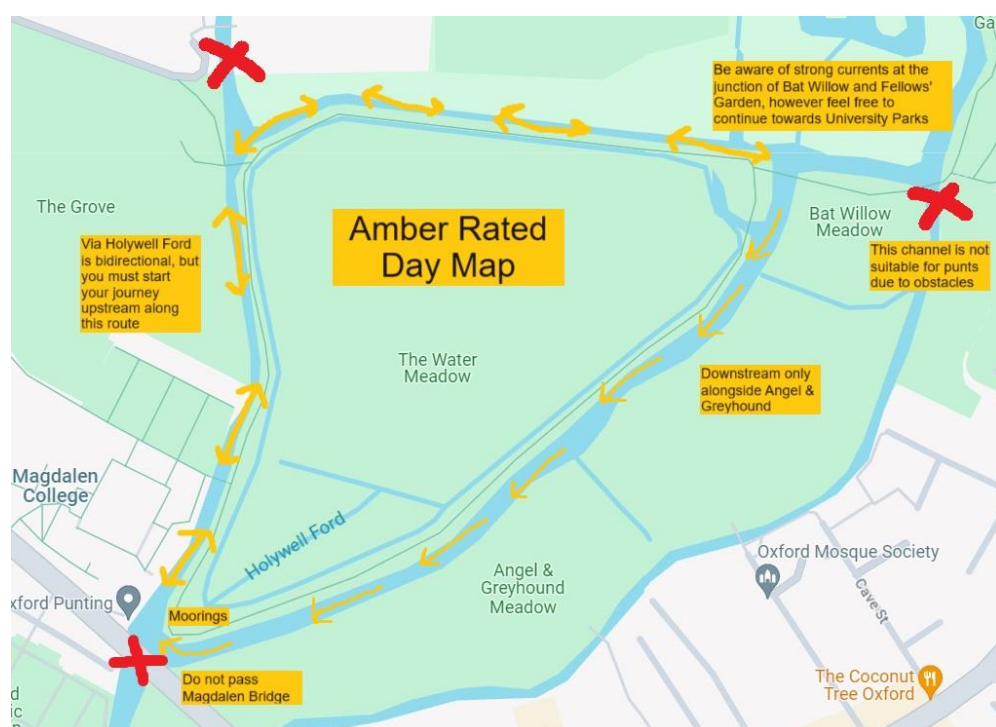 Ga
Be aware of strong currents at the
junction of Bat Willow and Fellows'
Garden, however feel free to
continue towards University Parks
The Grove
Amber Rated
Day Map
Bat Willow
Meadow
Via Holywell Ford
is bidirectional, but
you must start
your journey
upstream along
this route
This channel is not
suitable for punts
due to obstacles
The Water
Meadow
Downstream only
alongside Angel &
Greyhound
Magdalen
College
Holywell Ford
Oxford Mosque Society
Angel &
Greyhound
Meadow
Cave St
xford Punting
Moorings
Do not pass
Magdalen Bridge
The Coconut
Tree Oxford
d
ic